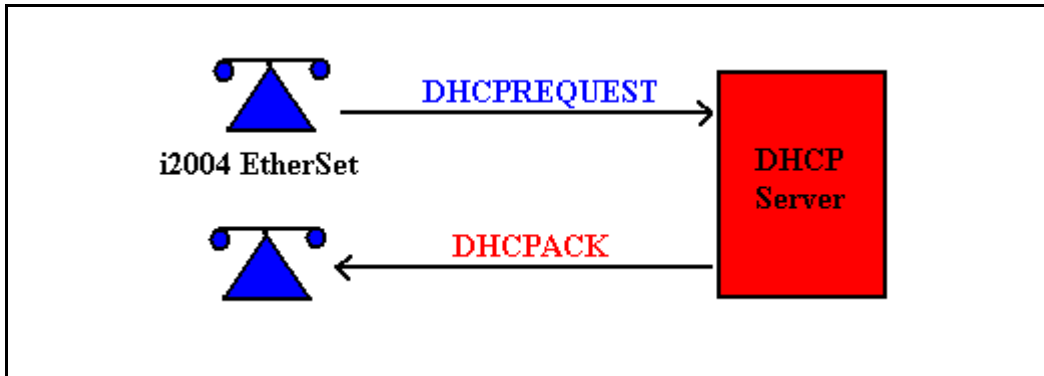 DHCPREQUEST
i2004 EtherSet
DHCP
Server
DHCPACK